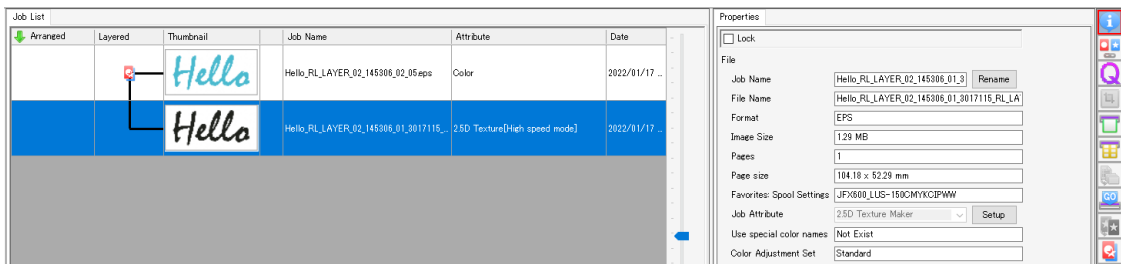 Job List
Arranged Layered Thumbnail Job Name Attribute Date
Hello Hello_RL_LAYER_02_145306_02_05.eps Color 2022/01/17 ...
Hello Hello_RL_LAYER_02_145306_01_3017115_... 2.5D Texture[High speed mode] 2022/01/17 ...
Properties
Lock
File
Job Name Hello_RL_LAYER_02_145306_01_3 Rename
File Name Hello_RL_LAYER_02_145306_01_3017115_RL_LA
Format EPS
Image Size 1.29 MB
Pages 1
Page size 104.18 x 52.29 mm
Favorites: Spool Settings JFX600_LUS-150CMYKCIPWW
Job Attribute 2.5D Texture Maker Setup
Use special color names Not Exist
Color Adjustment Set Standard
i
Q
GO